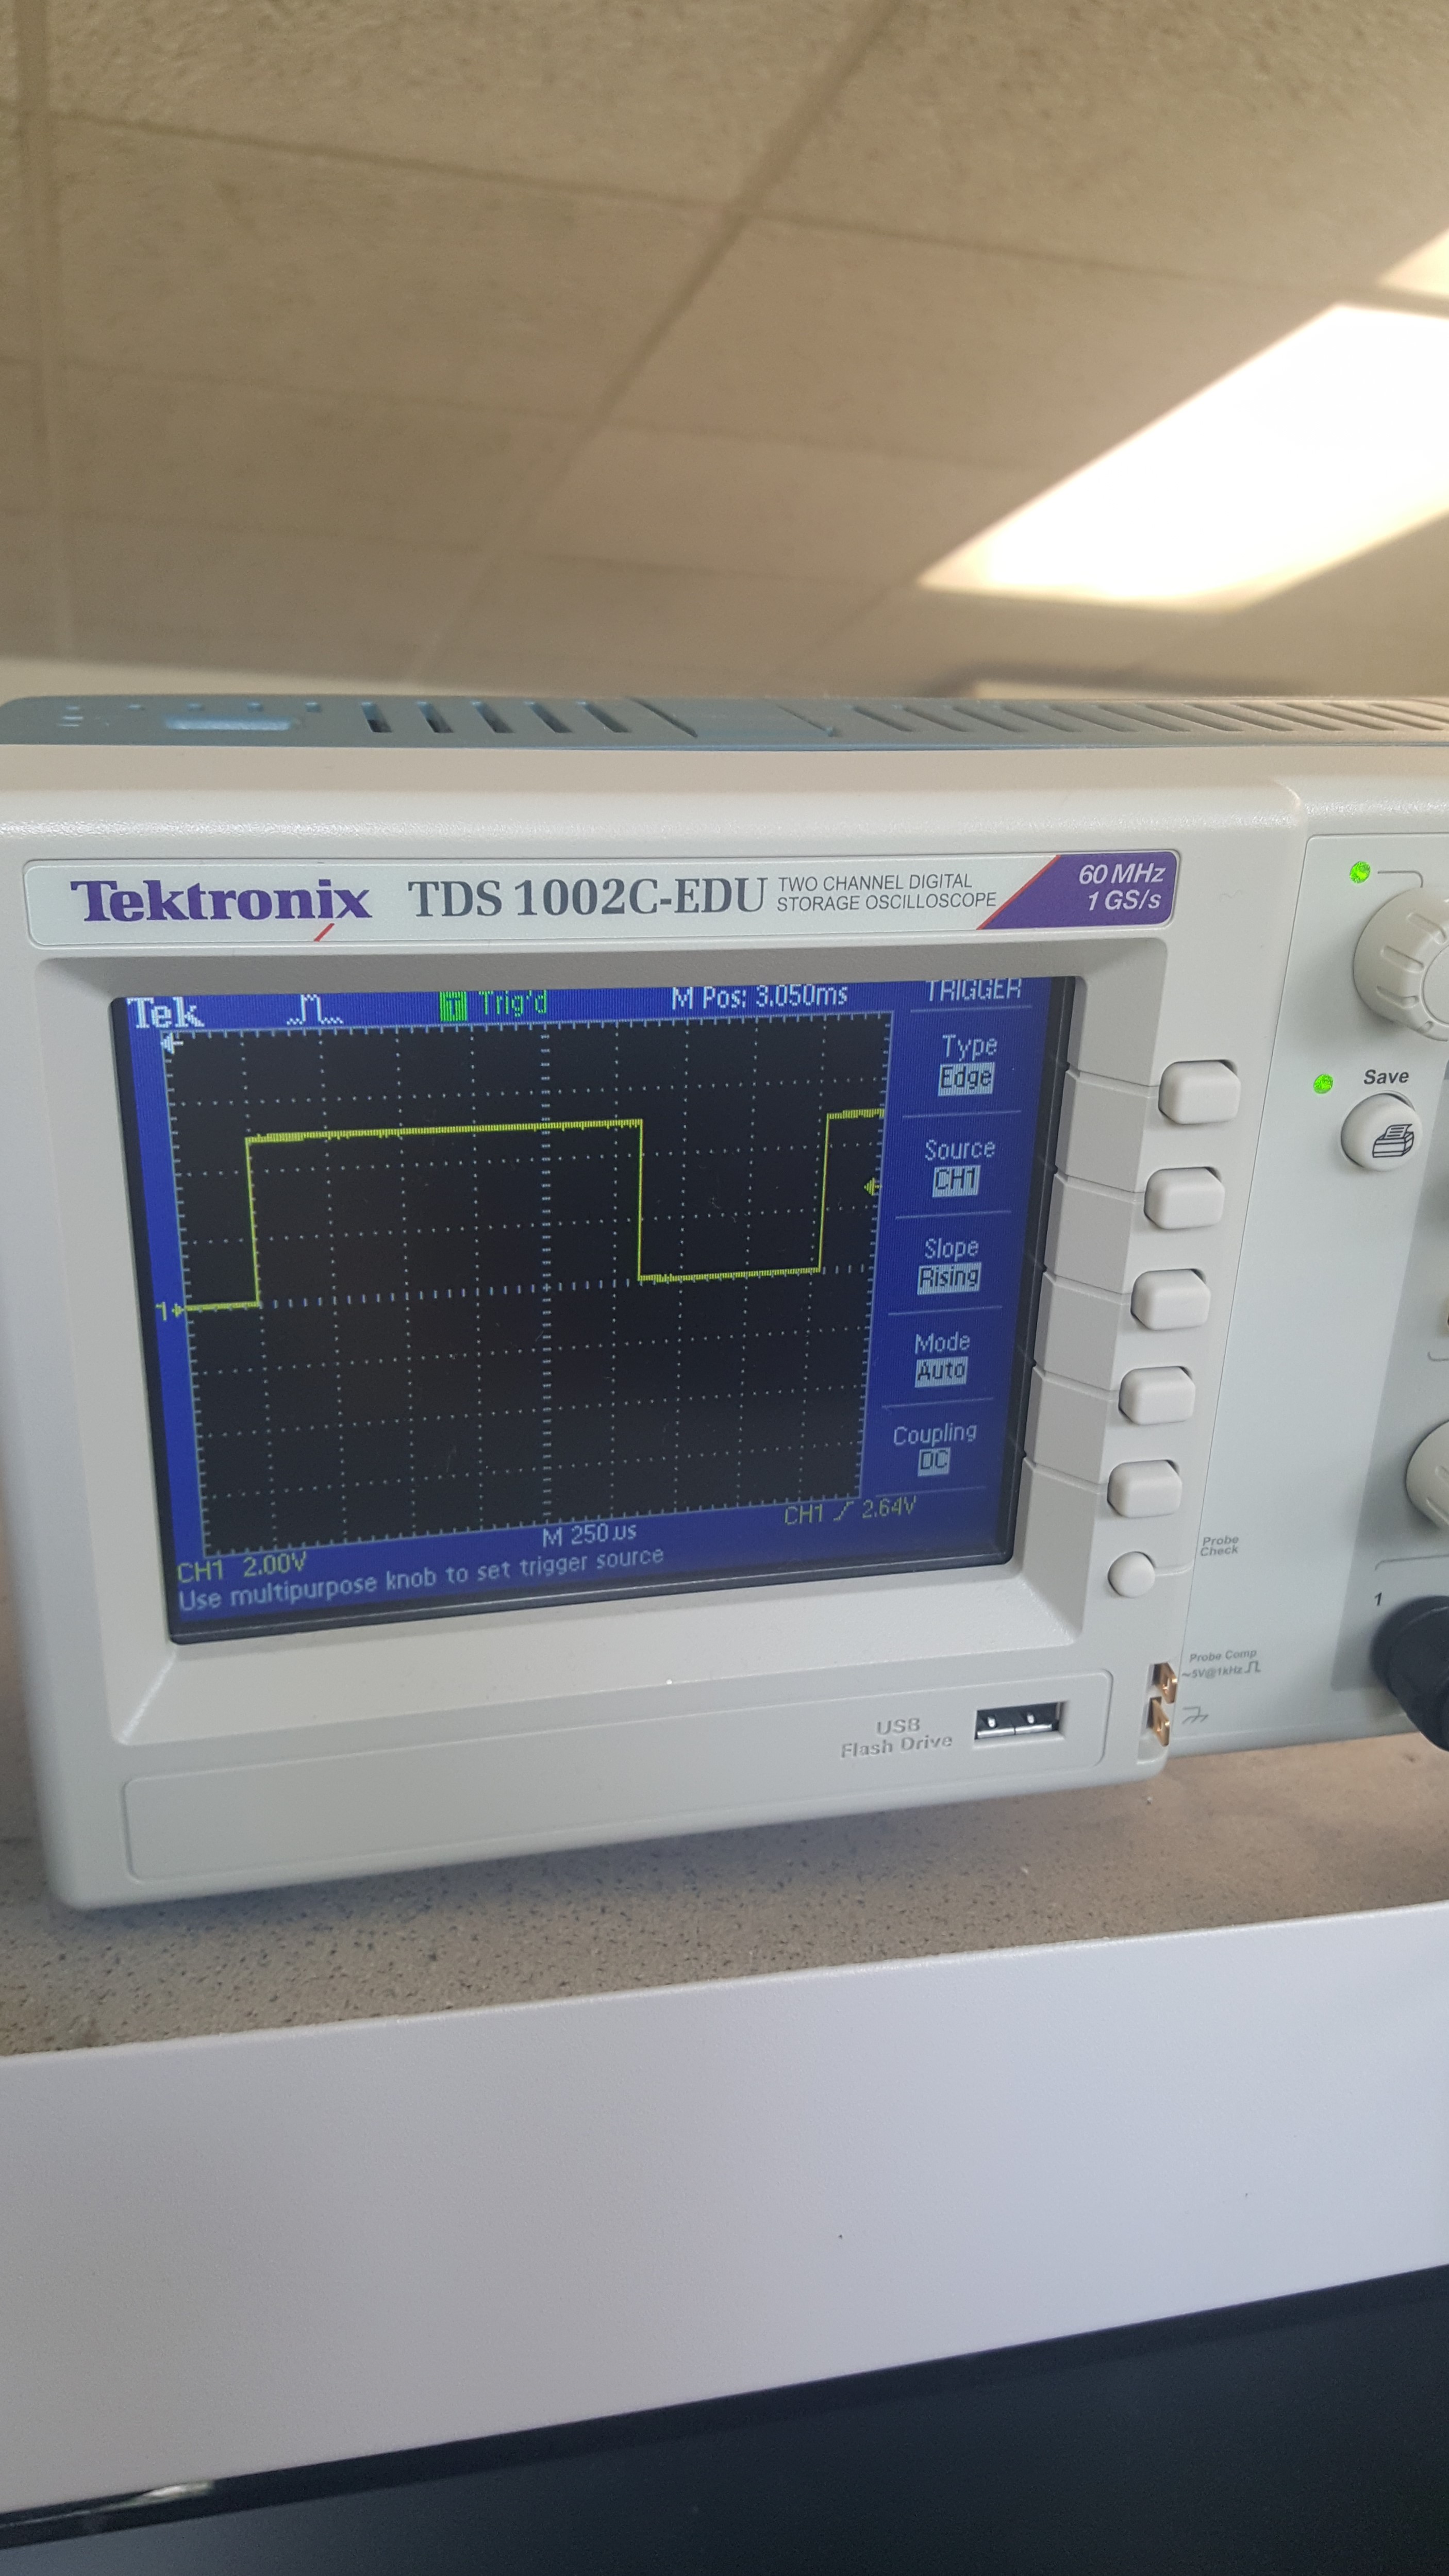 Tektronix TDS 1002C-EDU TWO CHANNEL DIGITAL STORAGE OSCILLOSCOPE 60 MHz 1 GS/s
Tek Trig'd M Pos: 3.050ms TRIGGER
Type
Edge
Source
CH1
Slope
Rising
Mode
Auto
Coupling
DC
1
CH1 2.00V M 250µs CH1 2.64V
Use multipurpose knob to set trigger source
Save
Probe
Check
1
Probe Comp
~5V@1kHz
USB
Flash Drive